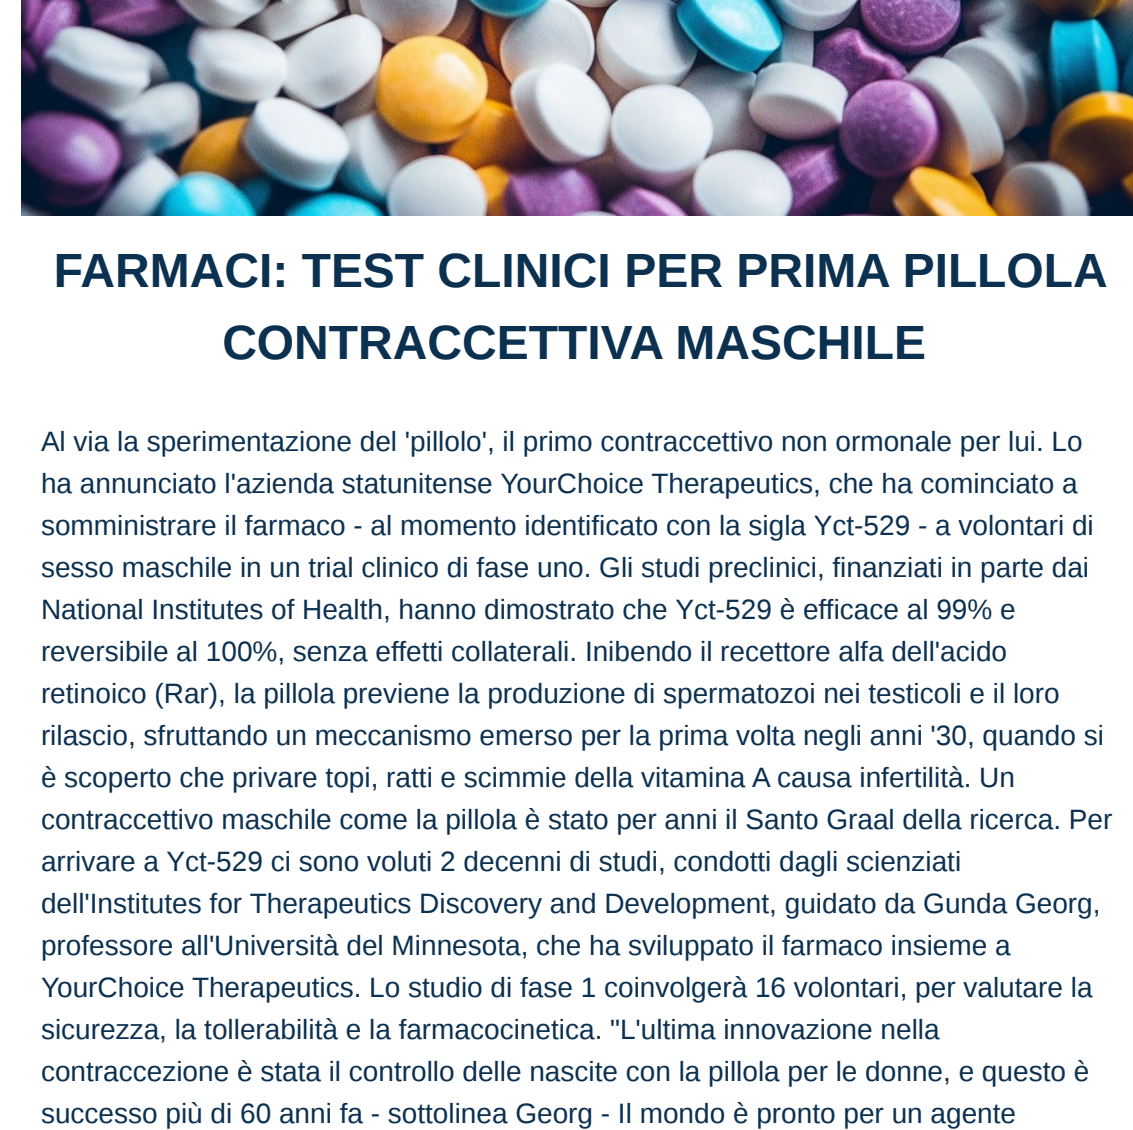 FARMACI: TEST CLINICI PER PRIMA PILLOLA
CONTRACCETTIVA MASCHILE
Al via la sperimentazione del 'pillolo', il primo contraccettivo non ormonale per lui. Lo
ha annunciato l'azienda statunitense YourChoice Therapeutics, che ha cominciato a
somministrare il farmaco - al momento identificato con la sigla Yct-529 - a volontari di
sesso maschile in un trial clinico di fase uno. Gli studi preclinici, finanziati in parte dai
National Institutes of Health, hanno dimostrato che Yct-529 è efficace al 99% e
reversibile al 100%, senza effetti collaterali. Inibendo il recettore alfa dell'acido
retinoico (Rar), la pillola previene la produzione di spermatozoi nei testicoli e il loro
rilascio, sfruttando un meccanismo emerso per la prima volta negli anni '30, quando si
è scoperto che privare topi, ratti e scimmie della vitamina A causa infertilità. Un
contraccettivo maschile come la pillola è stato per anni il Santo Graal della ricerca. Per
arrivare a Yct-529 ci sono voluti 2 decenni di studi, condotti dagli scienziati
dell'Institutes for Therapeutics Discovery and Development, guidato da Gunda Georg,
professore all'Università del Minnesota, che ha sviluppato il farmaco insieme a
YourChoice Therapeutics. Lo studio di fase 1 coinvolgerà 16 volontari, per valutare la
sicurezza, la tollerabilità e la farmacocinetica. "L'ultima innovazione nella
contraccezione è stata il controllo delle nascite con la pillola per le donne, e questo è
successo più di 60 anni fa - sottolinea Georg - Il mondo è pronto per un agente